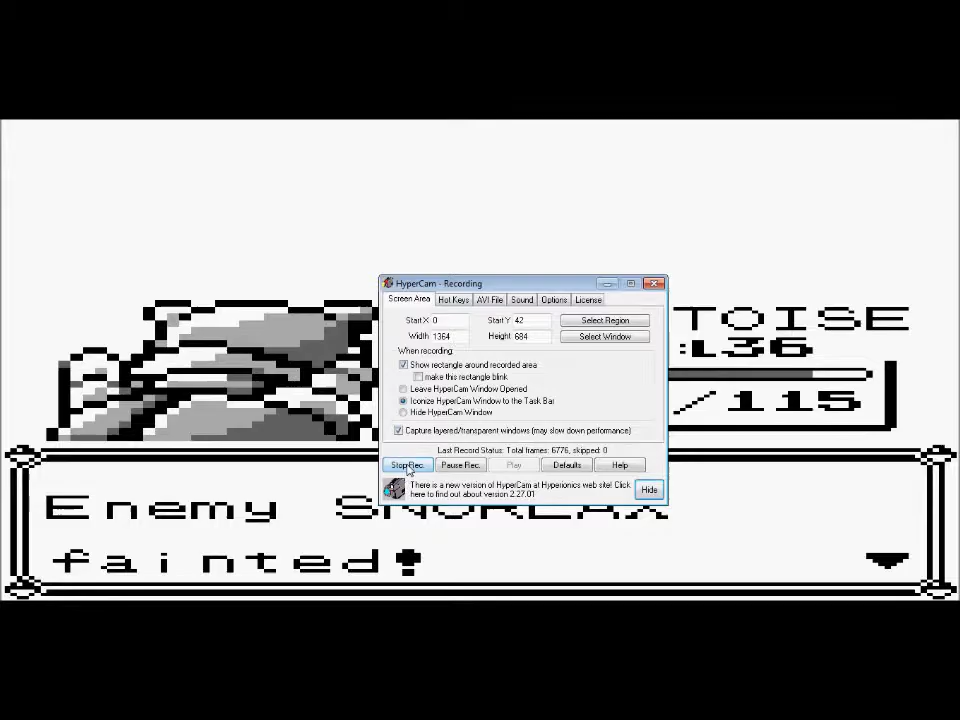 HyperCam - Recording
Screen Area Hot Keys AVI File Sound Options License
Start X 0 Start Y 42 Select Region
Width 1364 Height 684 Select Window
When recording:
Show rectangle around recorded area
make this rectangle blink
Leave HyperCam Window Opened
Iconize HyperCam Window to the Task Bar
Hide HyperCam Window
Capture layered/transparent windows (may slow down performance)
Last Record Status: Total frames: 6776, skipped: 0
Stop Rec. Pause Rec. Play Defaults Help
There is a new version of HyperCam at Hyperionics web site! Click
here to find out about version 2.27.01
Hide
TOISE
:L36
/115
Enemy SNORLAX
fainted!